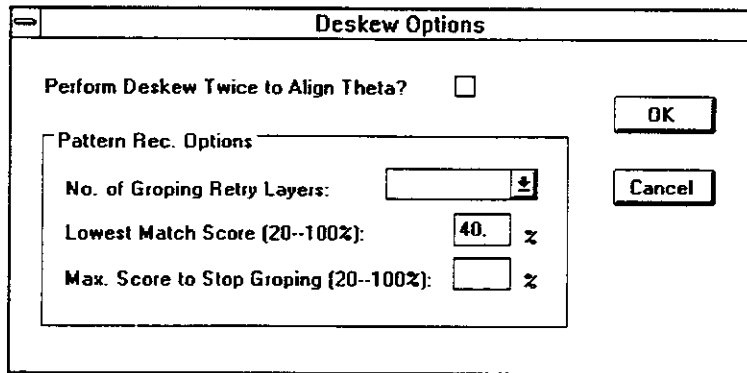 Deskew Options
Perform Deskew Twice to Align Theta?
OK
Pattern Rec. Options
No. of Groping Retry Layers:
Cancel
Lowest Match Score (20--100%): 40. %
Max. Score to Stop Groping (20--100%): %